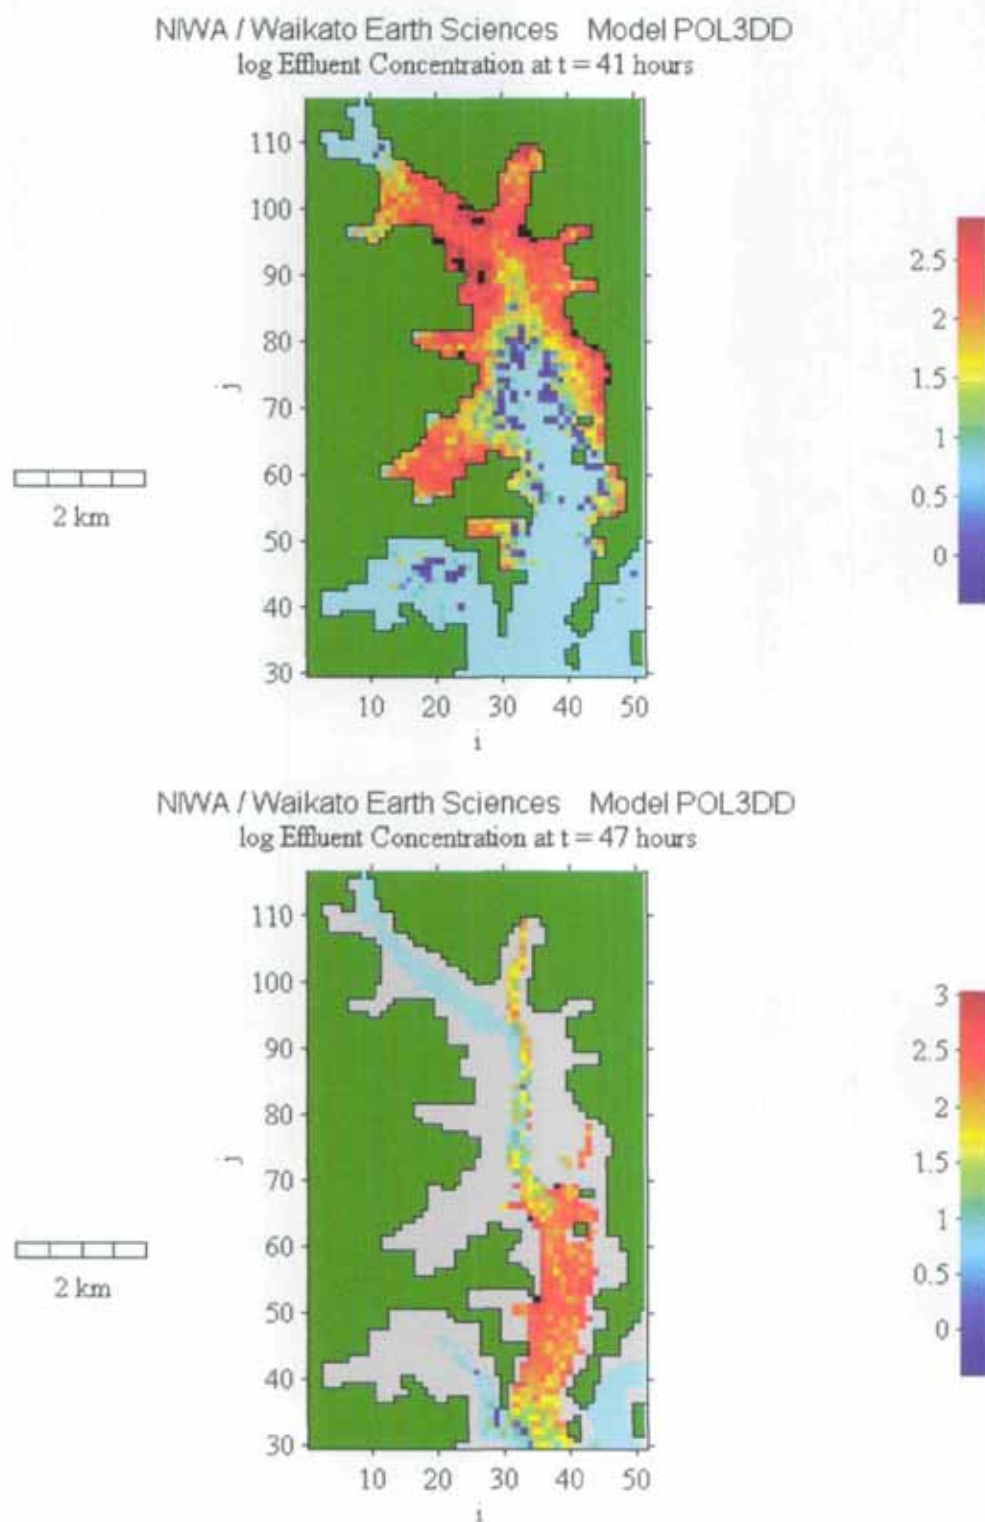 NIWA / Waikato Earth Sciences Model POL3DD
log Effluent Concentration at t = 41 hours
110
100
90
80
70
60
50
40
30
j
10 20 30 40 50
i
2 km
2.5
2
1.5
1
0.5
0
NIWA / Waikato Earth Sciences Model POL3DD
log Effluent Concentration at t = 47 hours
110
100
90
80
70
60
50
40
30
j
10 20 30 40 50
i
2 km
3
2.5
2
1.5
1
0.5
0